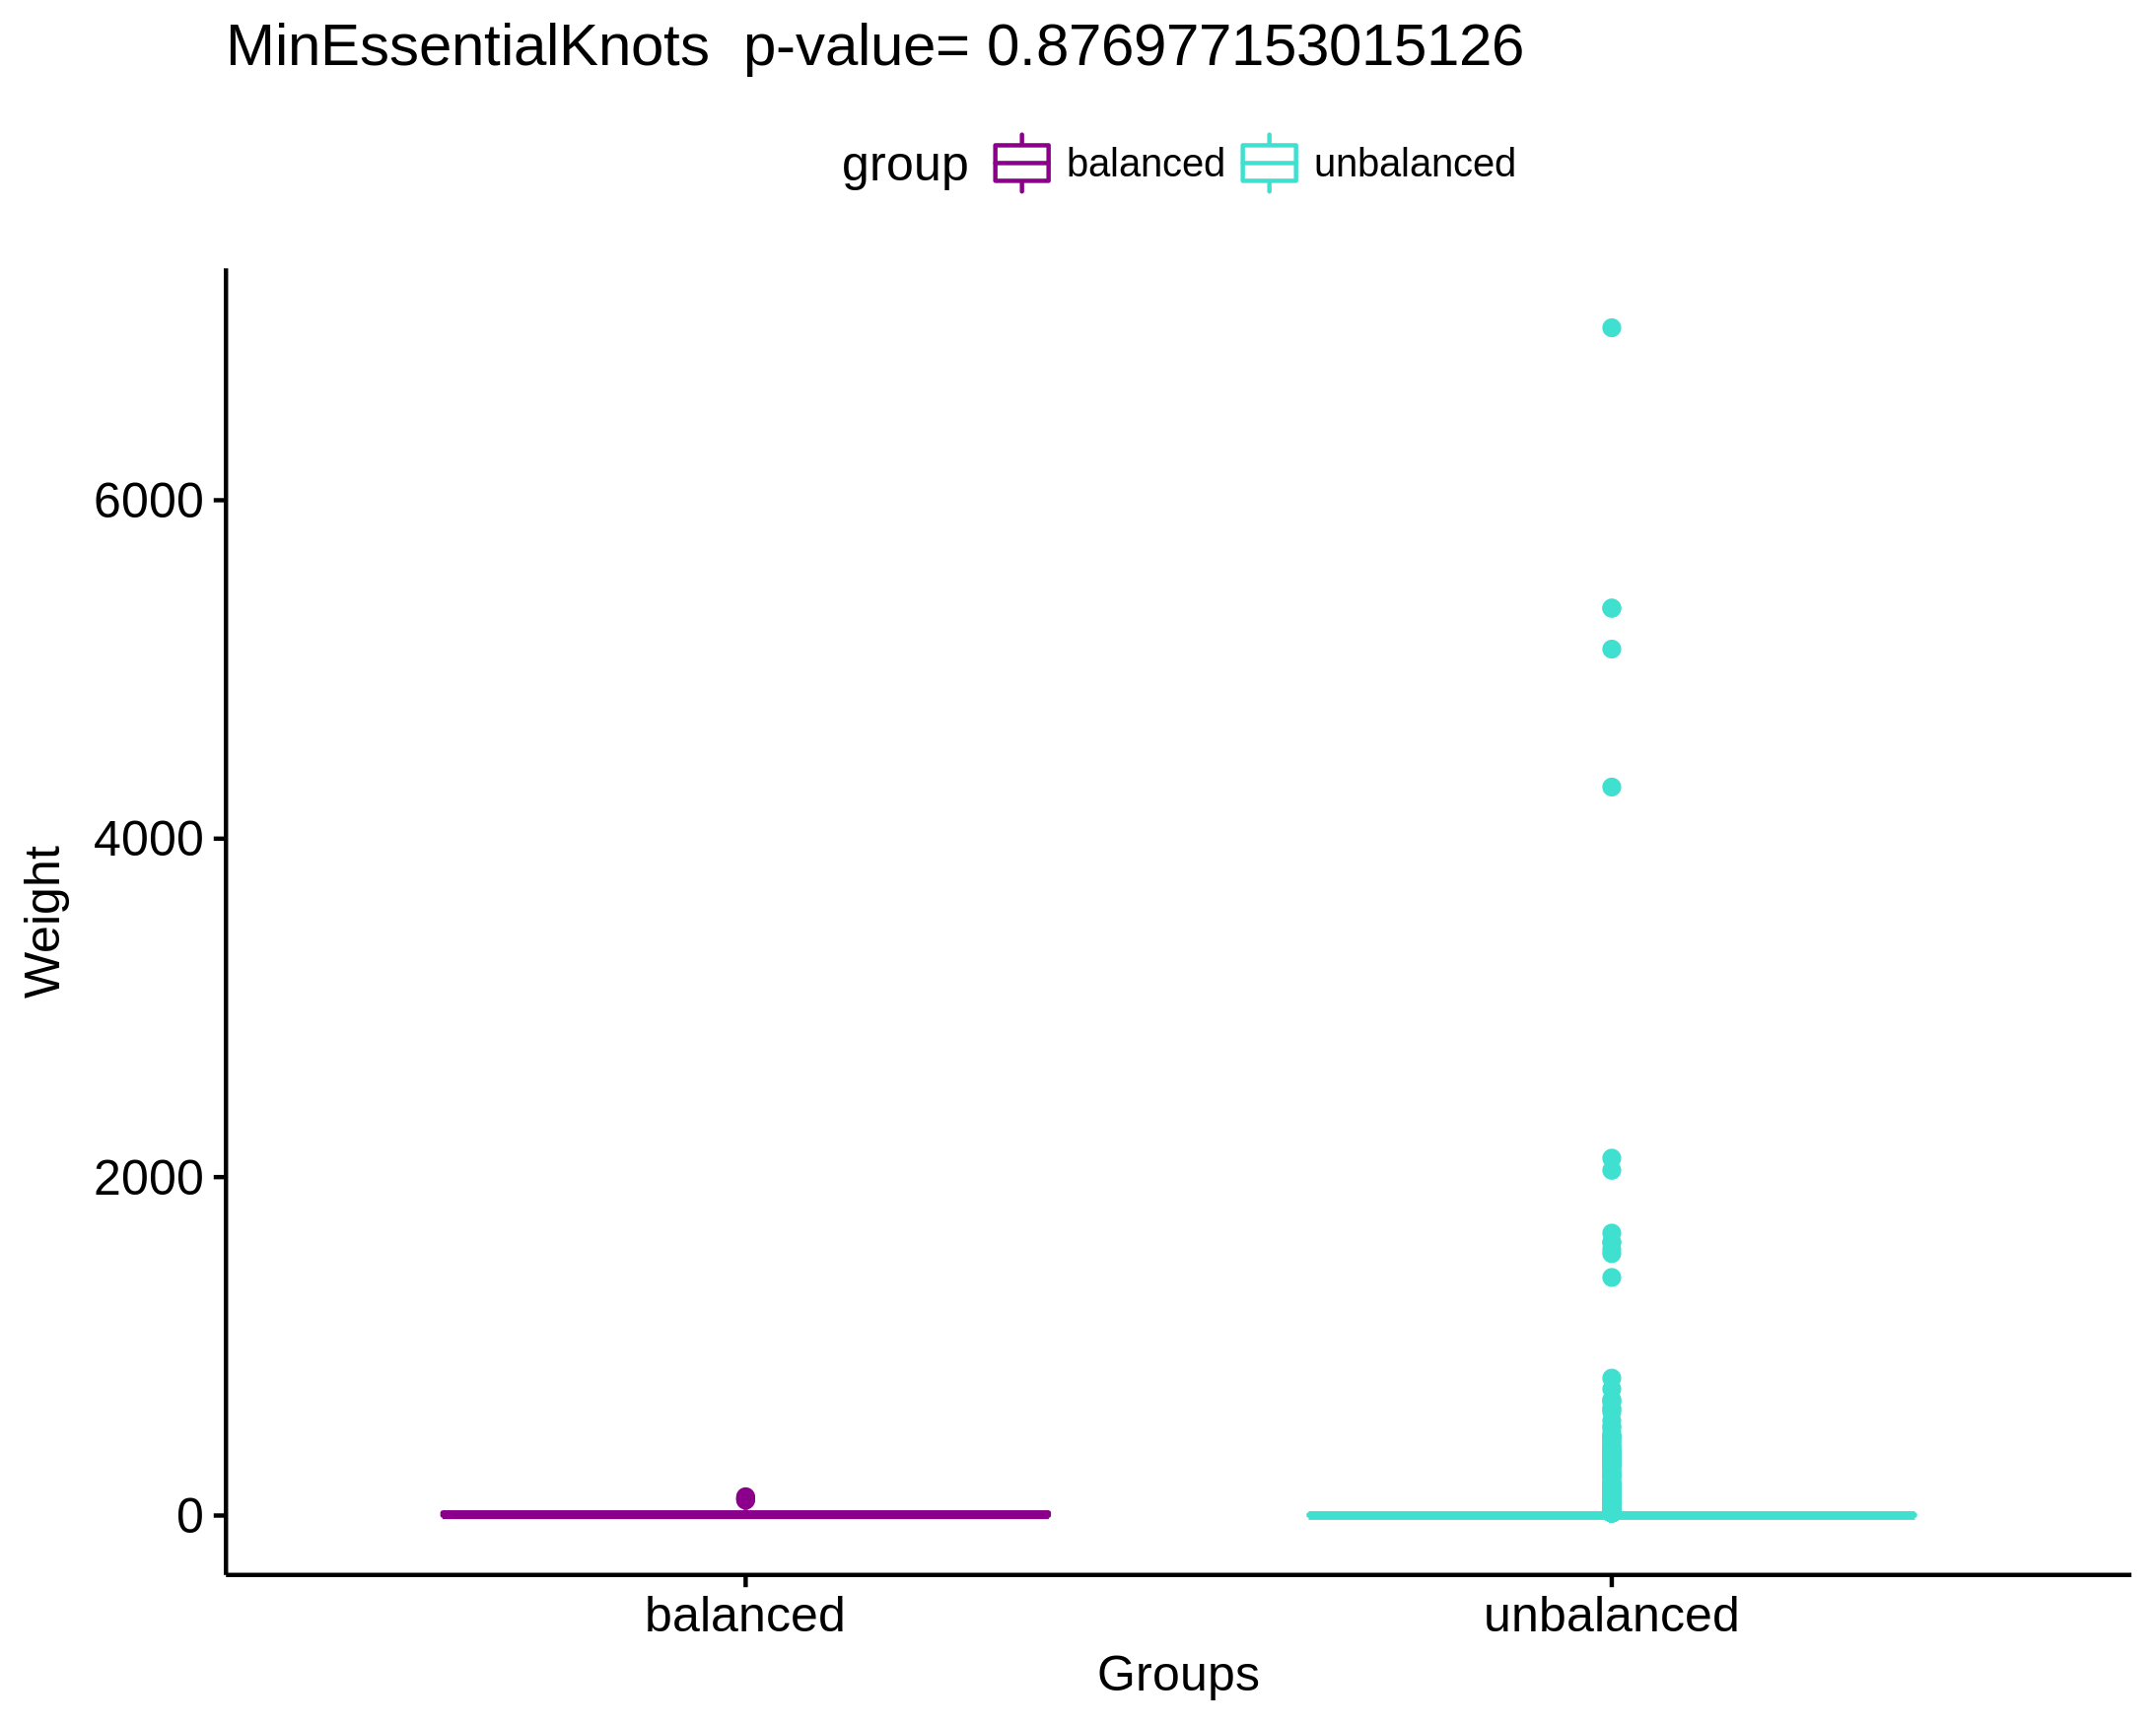 MinEssentialKnots  p-value= 0.876977153015126
group balanced unbalanced
6000
4000
2000
0
Weight
balanced unbalanced
Groups